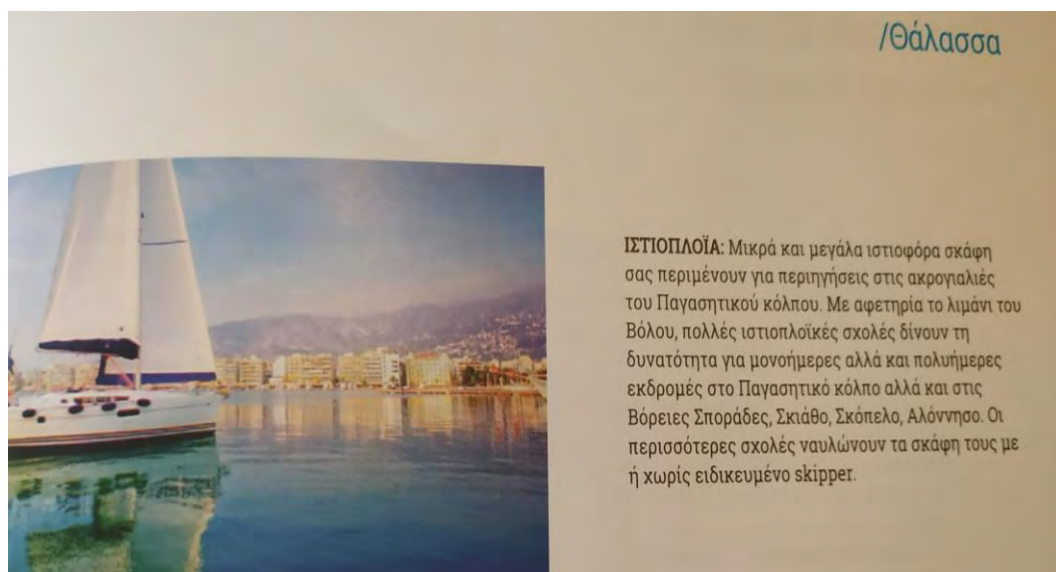 /Θάλασσα
ΙΣΤΙΟΠΛΟΪΑ: Μικρά και μεγάλα ιστιοφόρα σκάφη
σας περιμένουν για περιηγήσεις στις ακρογιαλιές
του Παγασητικού κόλπου. Με αφετηρία το λιμάνι του
Βόλου, πολλές ιστιοπλοϊκές σχολές δίνουν τη
δυνατότητα για μονοήμερες αλλά και πολυήμερες
εκδρομές στο Παγασητικό κόλπο αλλά και στις
Βόρειες Σποράδες, Σκιάθο, Σκόπελο, Αλόννησο. Οι
περισσότερες σχολές ναυλώνουν τα σκάφη τους με
ή χωρίς ειδικευμένο skipper.